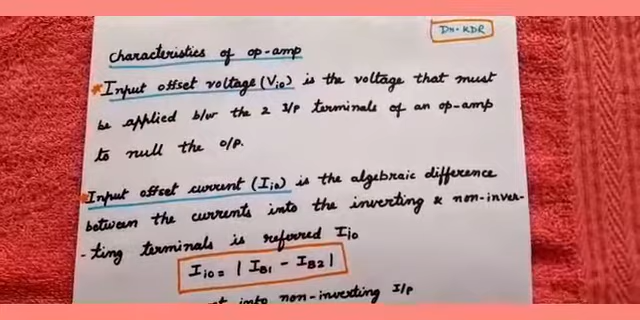 Dn. KDR
characteristics of op-amp
*Input offset voltage (Vio) is the voltage that must
be applied b/w the 2 I/P terminals of an op-amp
to null the O/P.
Input offset current (Iio) is the algebraic difference
between the currents into the inverting & non-inver-
-ting terminals is referred Iio
Iio = | IB1 - IB2 |
into non-inverting I/P